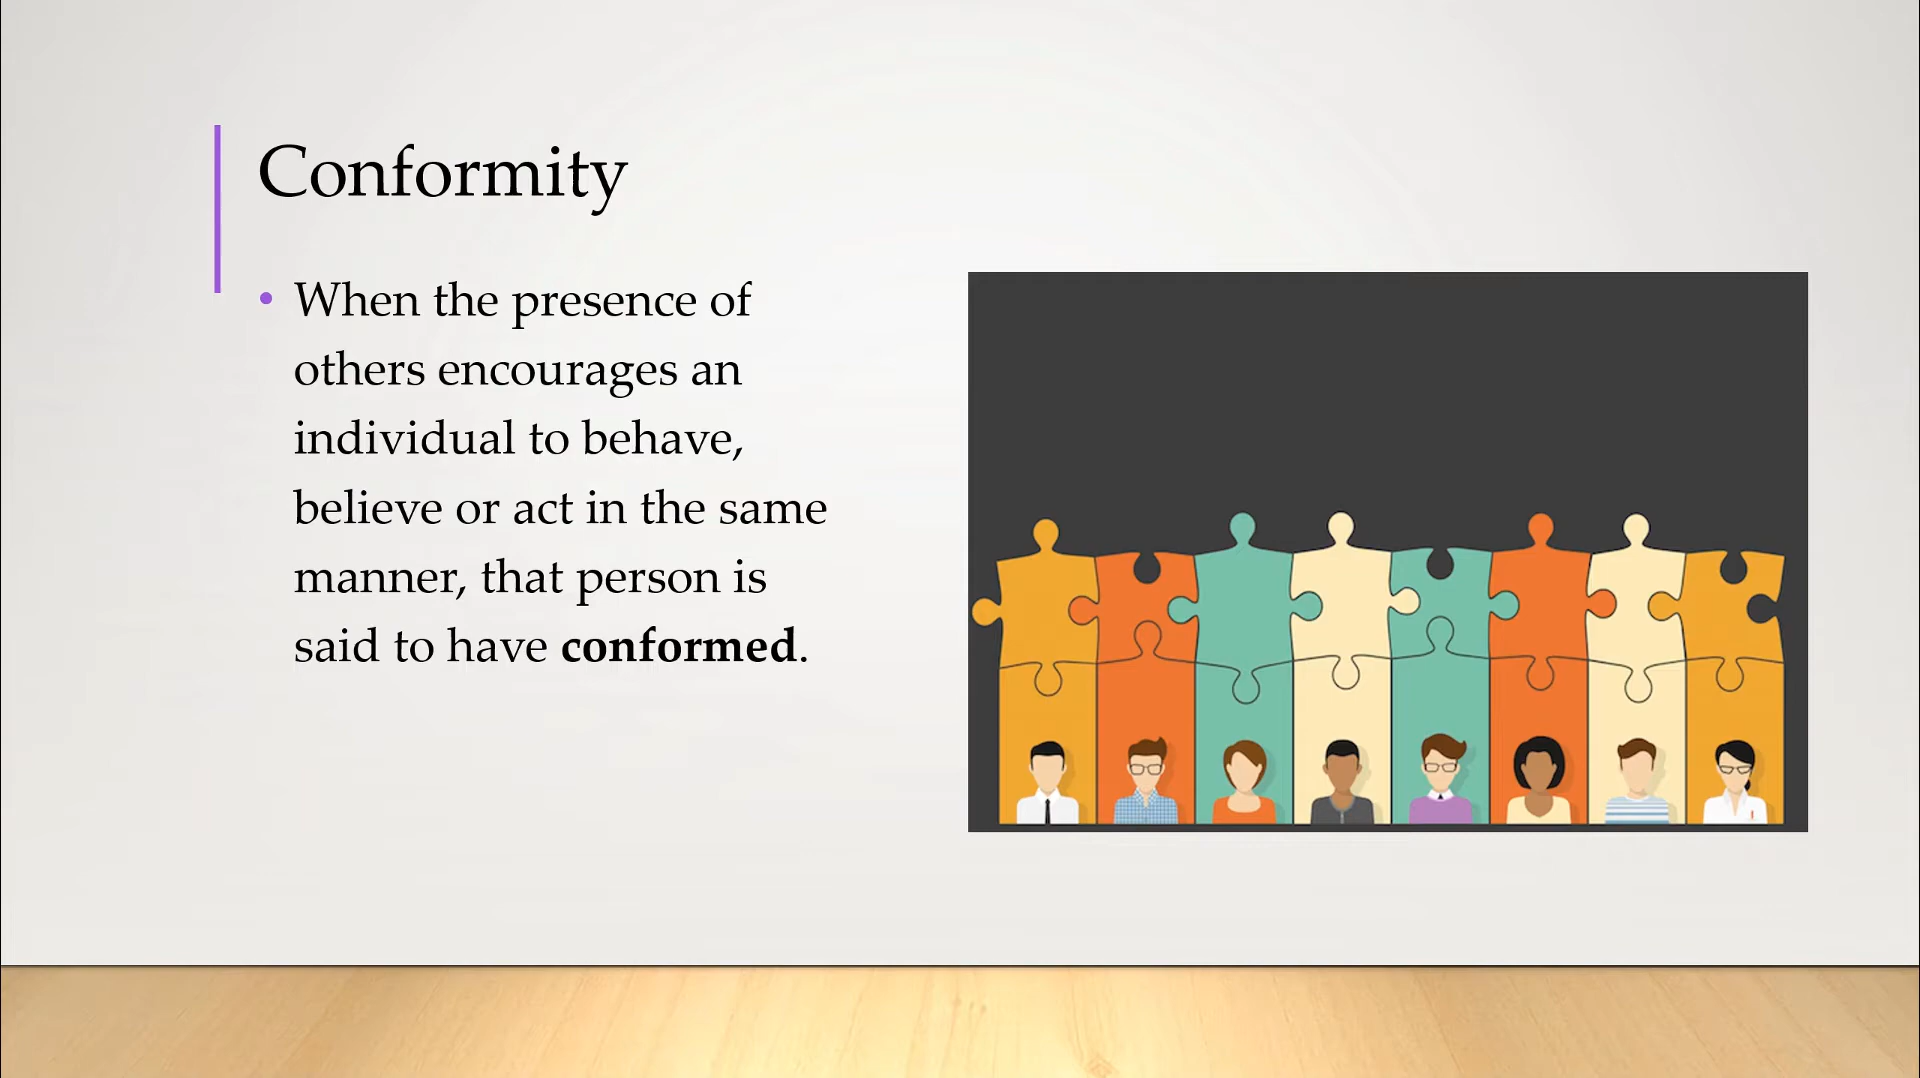 Conformity
• When the presence of
others encourages an
individual to behave,
believe or act in the same
manner, that person is
said to have conformed.